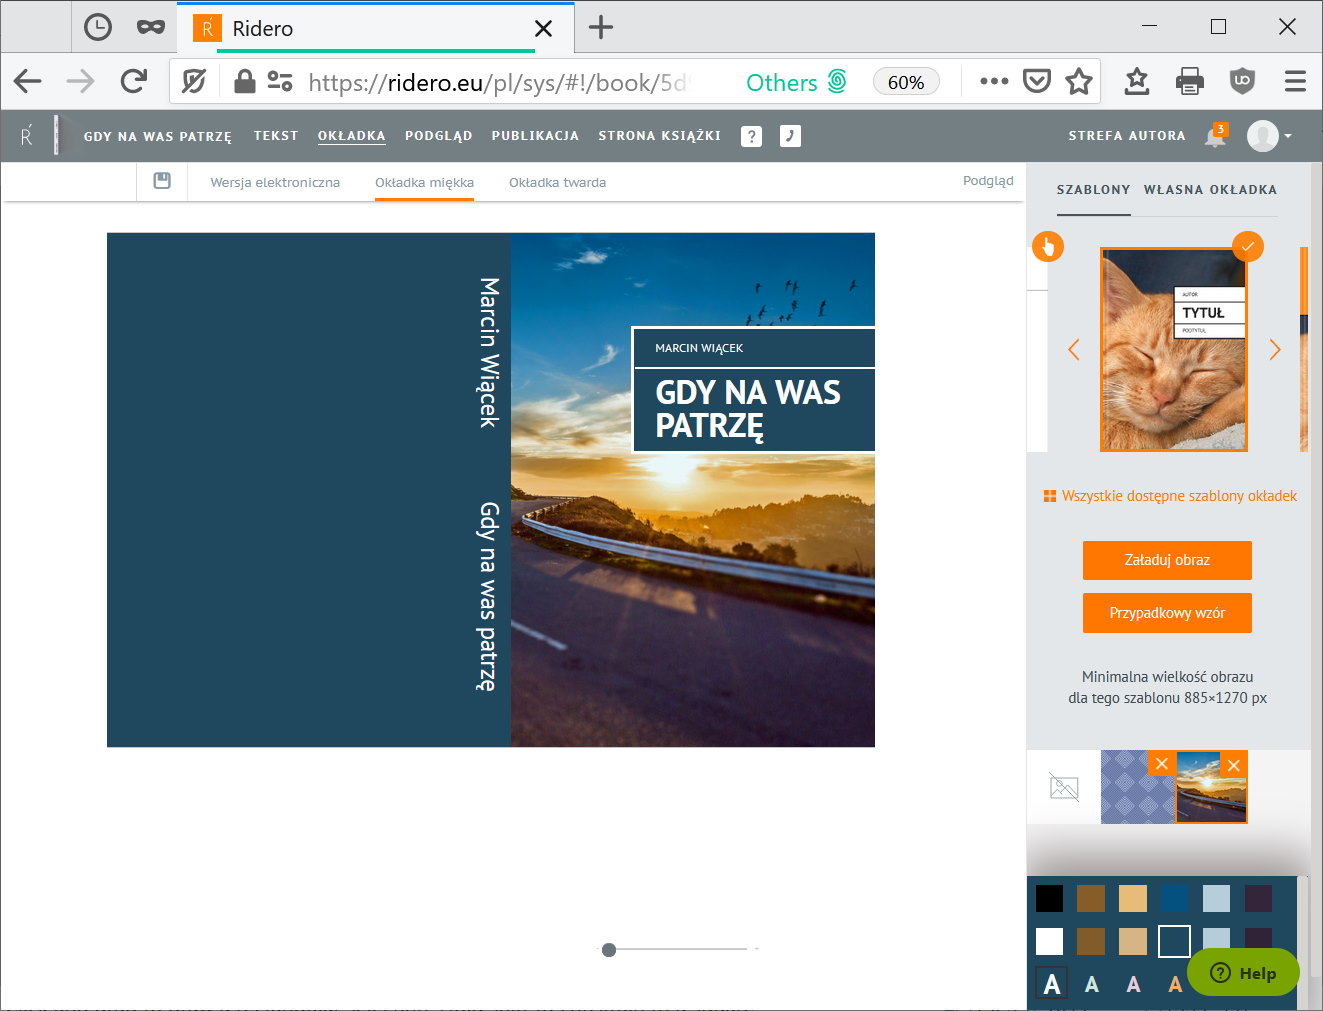 Ridero
https://ridero.eu/pl/sys/#!/book/5d
Others
60%
GDY NA WAS PATRZĘ
TEKST
OKŁADKA
PODGLĄD
PUBLIKACJA
STRONA KSIĄŻKI
?
STREFA AUTORA
3
Wersja elektroniczna
Okładka miękka
Okładka twarda
Podgląd
SZABLONY
WŁASNA OKŁADKA
Marcin Wiącek
Gdy na was patrzę
MARCIN WIĄCEK
GDY NA WAS
PATRZĘ
AUTOR
TYTUŁ
PODTYTUŁ
Wszystkie dostępne szablony okładek
Załaduj obraz
Przypadkowy wzór
Minimalna wielkość obrazu
dla tego szablonu 885×1270 px
A A A A
Help